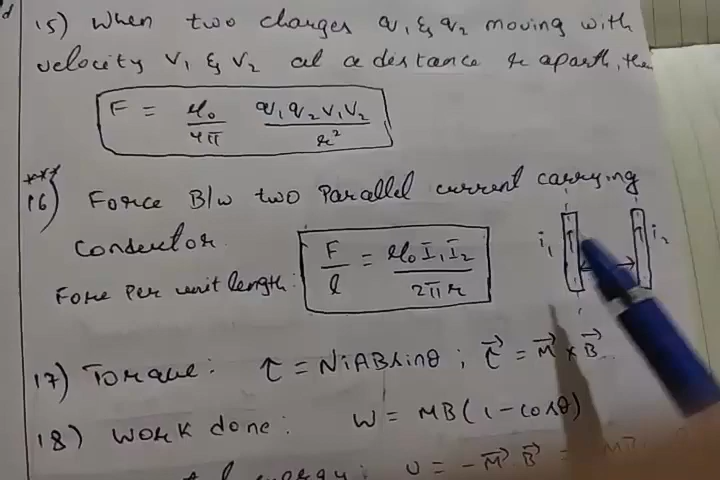 15) When two charges q₁ & q₂ moving with
velocity V₁ & V₂ at a distance r apart, then
F = μ₀/4π q₁q₂V₁V₂/r²
*** 16) Force B/w two Parallel current carrying
Conductor.
i₁ i₂
Force Per unit length: F/l = μ₀I₁I₂/2πr
17) Torque: τ = NiABsinθ ; τ⃗ = M⃗ × B⃗
18) Work done: W = MB(1-cosθ)
energy: U = -M⃗ B⃗ =